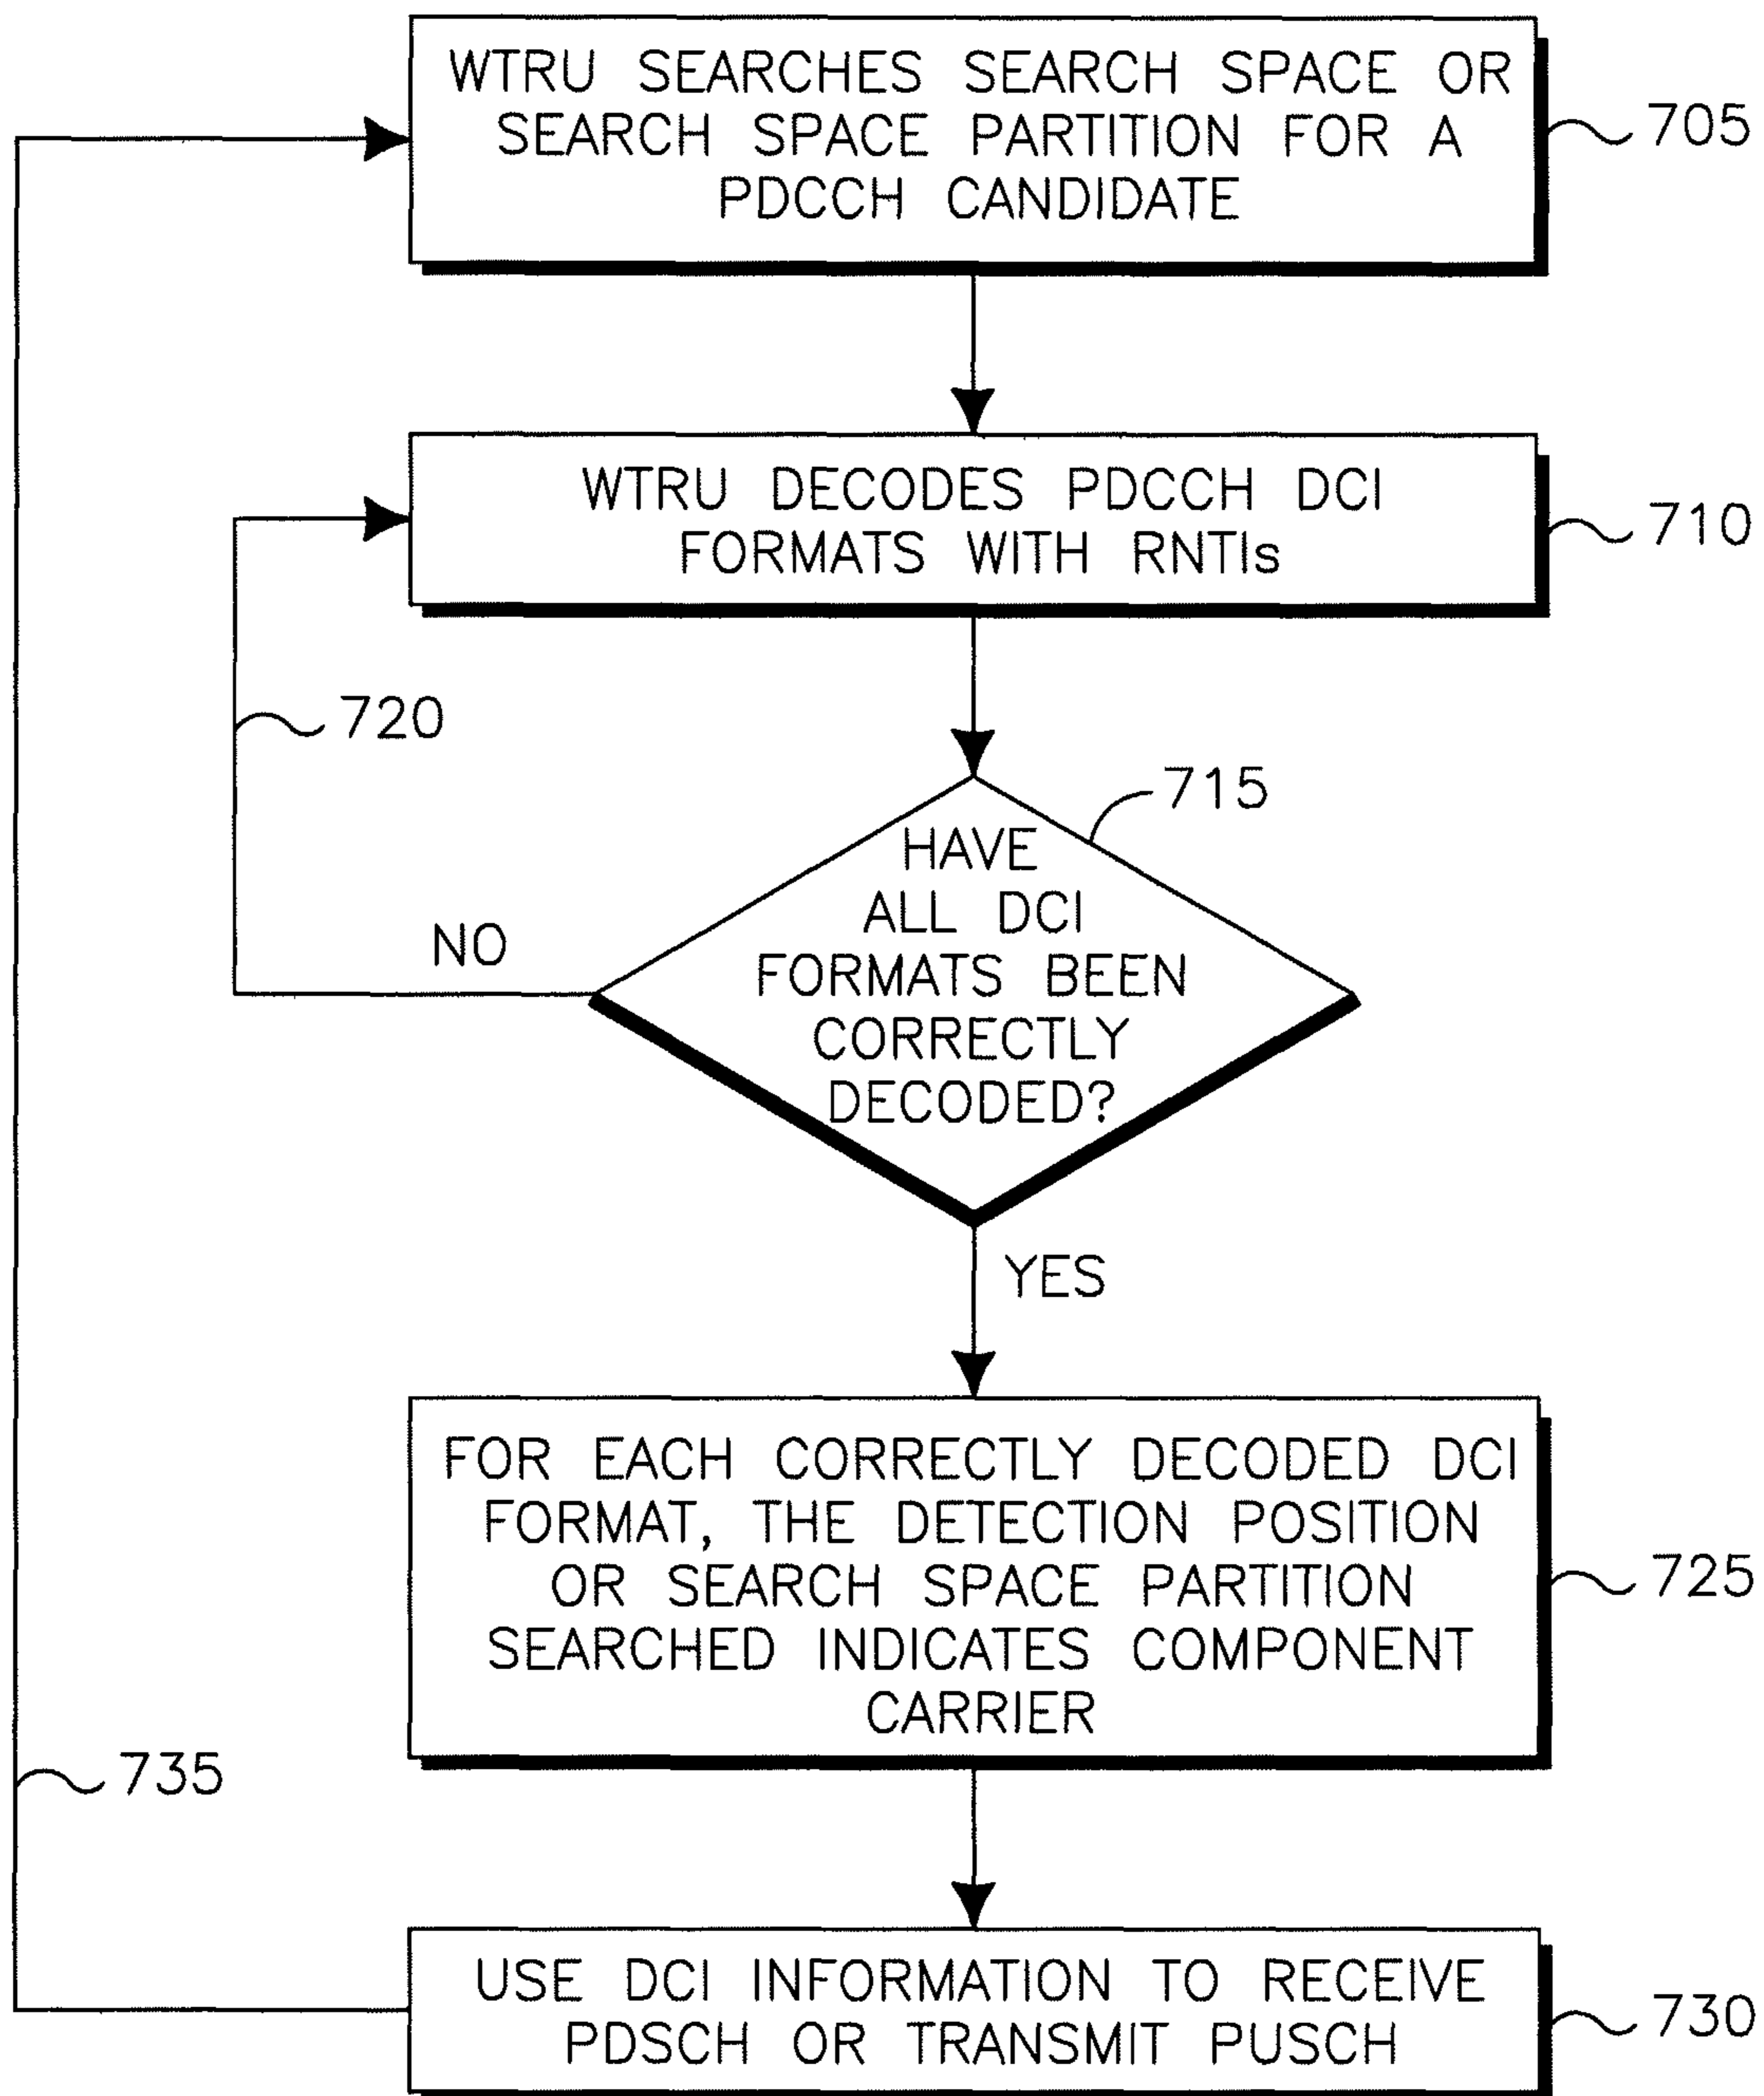 WTRU SEARCHES SEARCH SPACE OR
SEARCH SPACE PARTITION FOR A
PDCCH CANDIDATE
705
WTRU DECODES PDCCH DCI
FORMATS WITH RNTIs
710
720
715
HAVE
ALL DCI
FORMATS BEEN
CORRECTLY
DECODED?
NO
YES
FOR EACH CORRECTLY DECODED DCI
FORMAT, THE DETECTION POSITION
OR SEARCH SPACE PARTITION
SEARCHED INDICATES COMPONENT
CARRIER
725
735
USE DCI INFORMATION TO RECEIVE
PDSCH OR TRANSMIT PUSCH
730